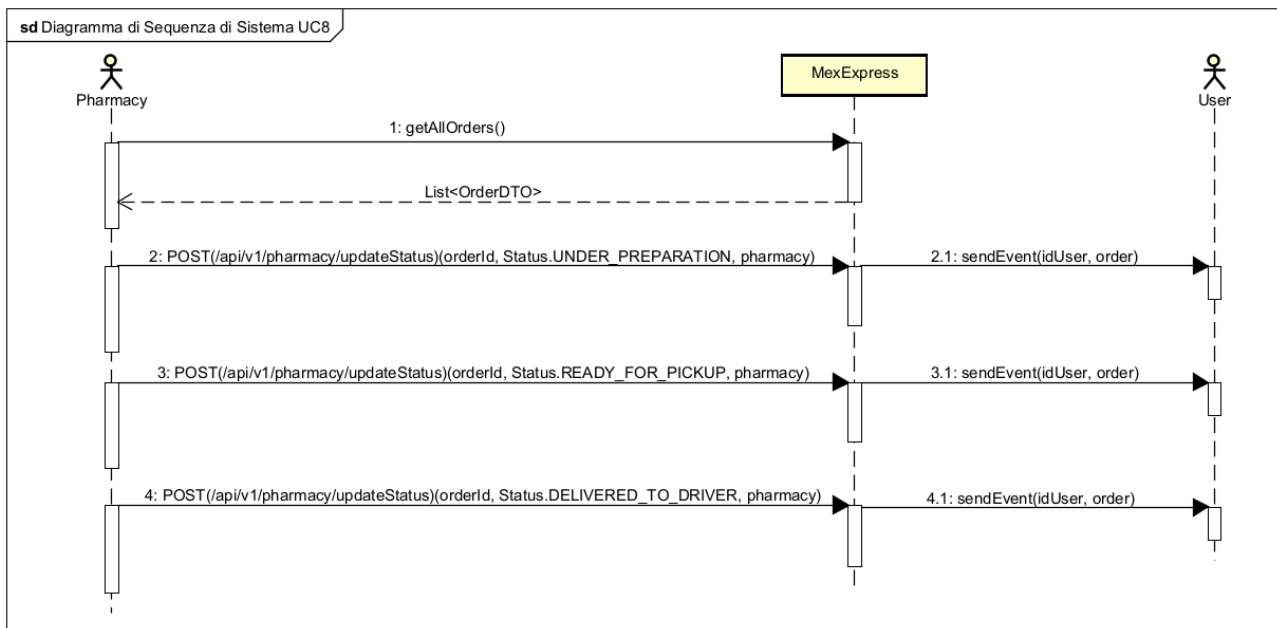 sd Diagramma di Sequenza di Sistema UC8
Pharmacy
MexExpress
User
1: getAllOrders()
List<OrderDTO>
2: POST(/api/v1/pharmacy/updateStatus)(orderId, Status.UNDER_PREPARATION, pharmacy)
2.1: sendEvent(idUser, order)
3: POST(/api/v1/pharmacy/updateStatus)(orderId, Status.READY_FOR_PICKUP, pharmacy)
3.1: sendEvent(idUser, order)
4: POST(/api/v1/pharmacy/updateStatus)(orderId, Status.DELIVERED_TO_DRIVER, pharmacy)
4.1: sendEvent(idUser, order)